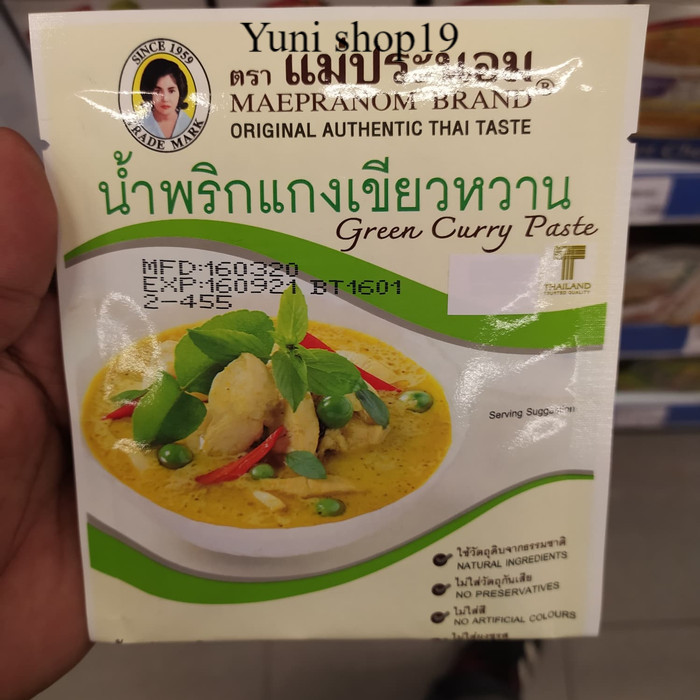 Yuni shop19
SINCE 1959
TRADE MARK
ตรา แม่ประนอม®
MAEPRANOM BRAND
ORIGINAL AUTHENTIC THAI TASTE
น้ำพริกแกงเขียวหวาน
Green Curry Paste
MFD:160320
EXP:160921 BT1601
2-455
T
THAILAND
TRUSTED QUALITY
Serving Suggestion
ใช้วัตถุดิบจากธรรมชาติ
NATURAL INGREDIENTS
ไม่ใส่วัตถุกันเสีย
NO PRESERVATIVES
ไม่ใส่สี
NO ARTIFICIAL COLOURS